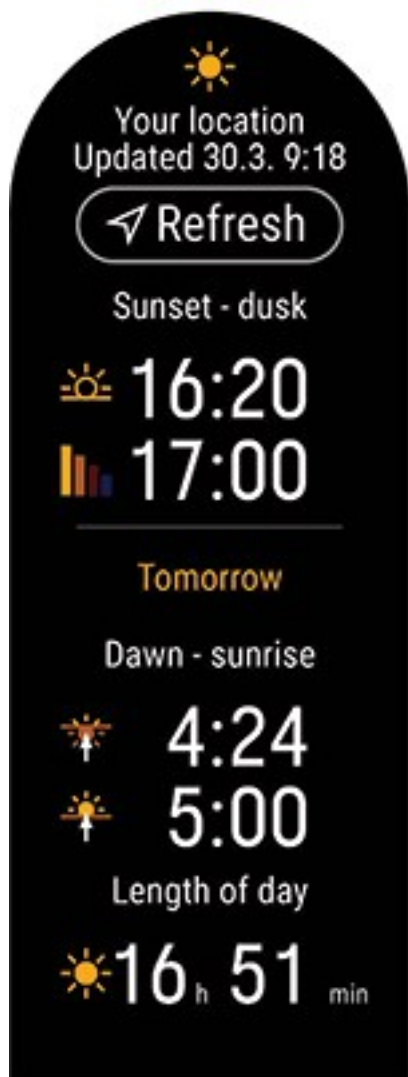 Your location
Updated 30.3. 9:18
Refresh
Sunset - dusk
16:20
17:00
Tomorrow
Dawn - sunrise
4:24
5:00
Length of day
16 h 51 min